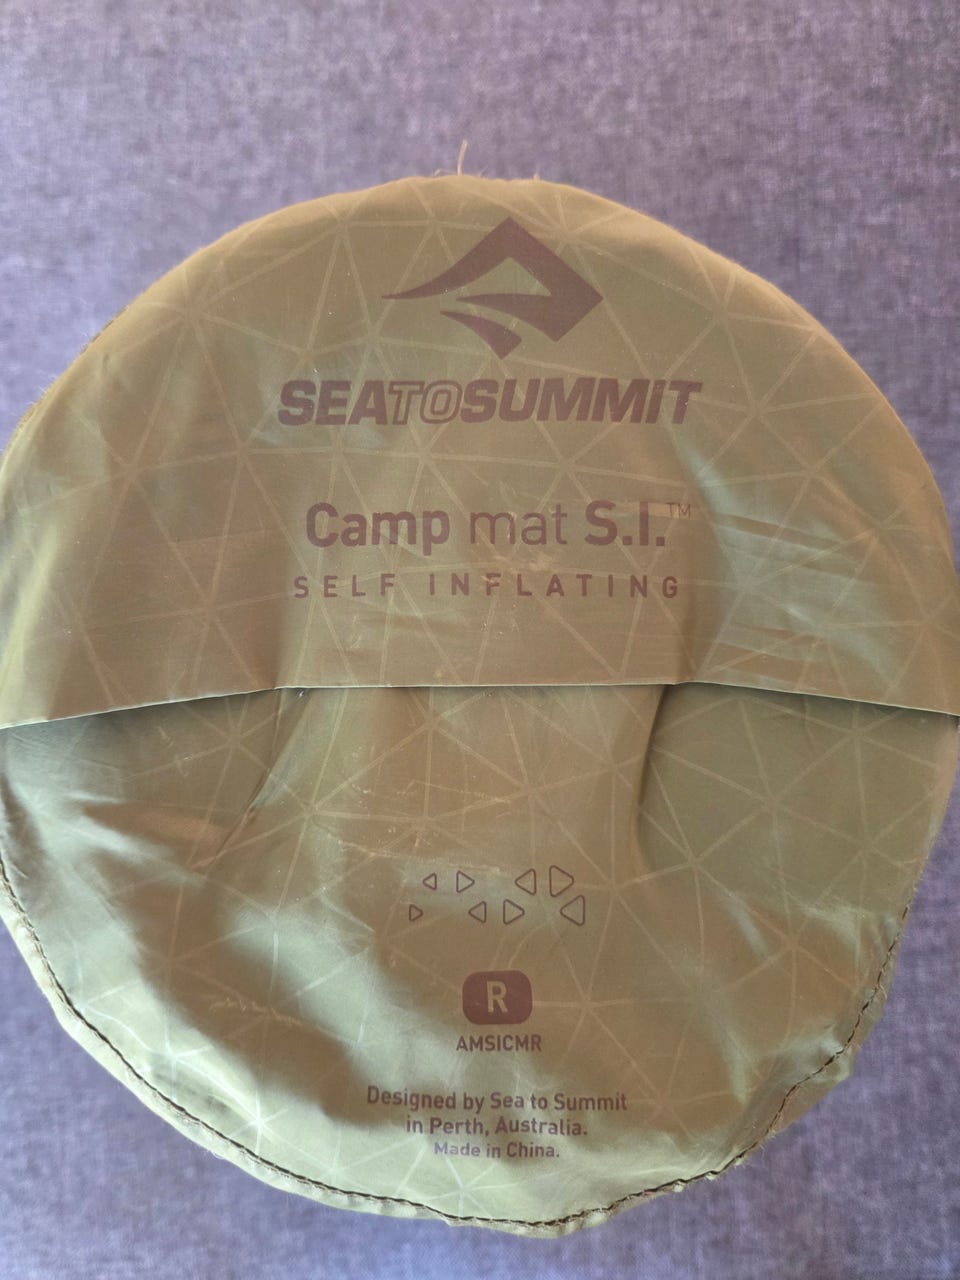 SEATOSUMMIT
Camp mat S.I.™
SELF INFLATING
R
AMSICMR
Designed by Sea to Summit
in Perth, Australia.
Made in China.